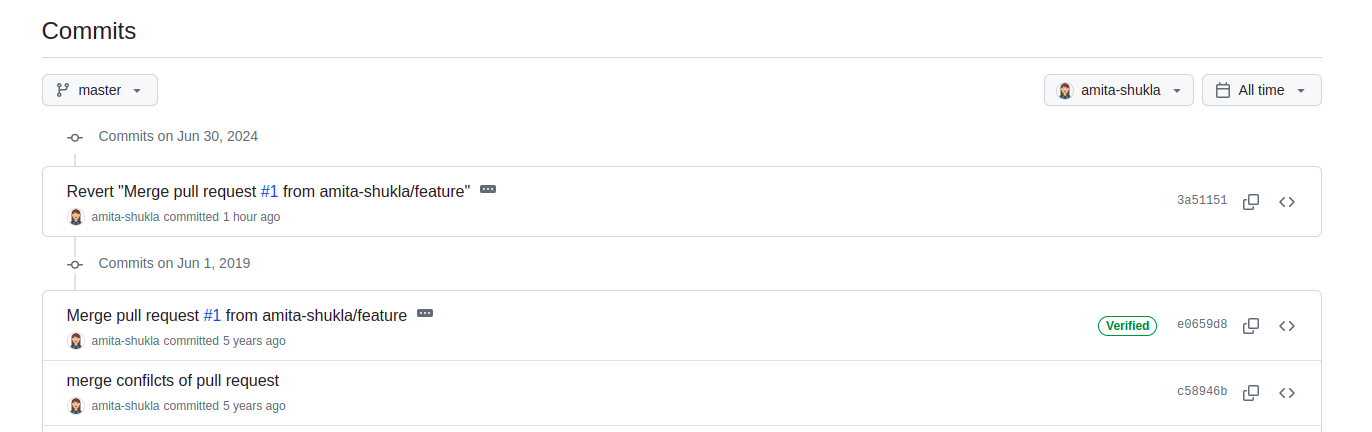 Commits
master
amita-shukla
All time
Commits on Jun 30, 2024
Revert "Merge pull request #1 from amita-shukla/feature"
amita-shukla committed 1 hour ago
3a51151
Commits on Jun 1, 2019
Merge pull request #1 from amita-shukla/feature
amita-shukla committed 5 years ago
Verified
e0659d8
merge confilcts of pull request
amita-shukla committed 5 years ago
c58946b